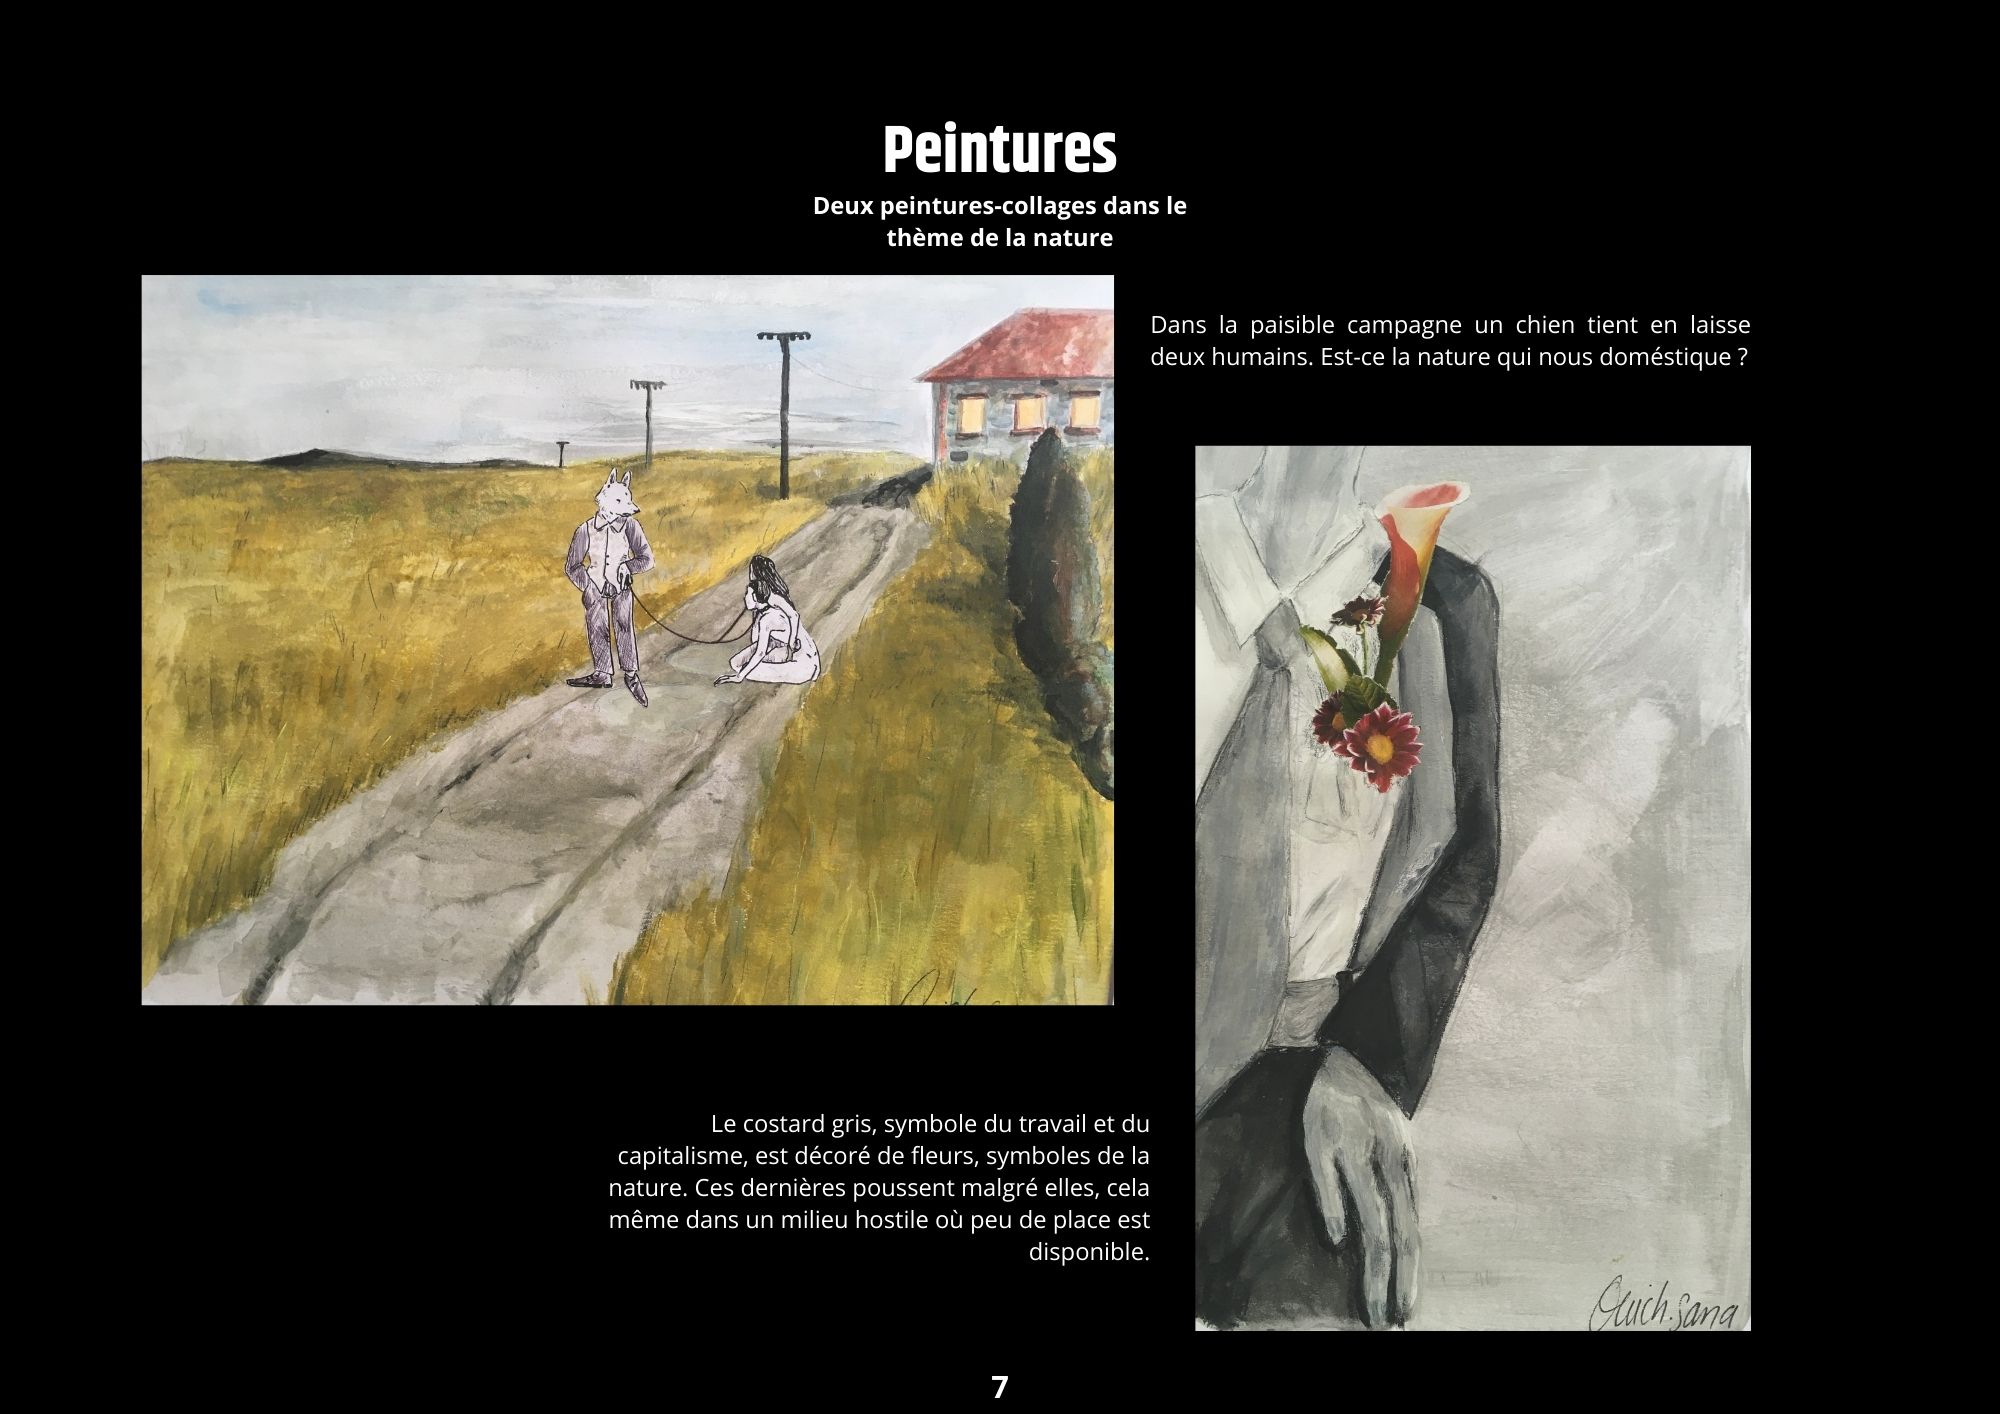 Peintures
Deux peintures-collages dans le
thème de la nature
Dans la paisible campagne un chien tient en laisse
deux humains. Est-ce la nature qui nous doméstique ?
Le costard gris, symbole du travail et du
capitalisme, est décoré de fleurs, symboles de la
nature. Ces dernières poussent malgré elles, cela
même dans un milieu hostile où peu de place est
disponible.
7